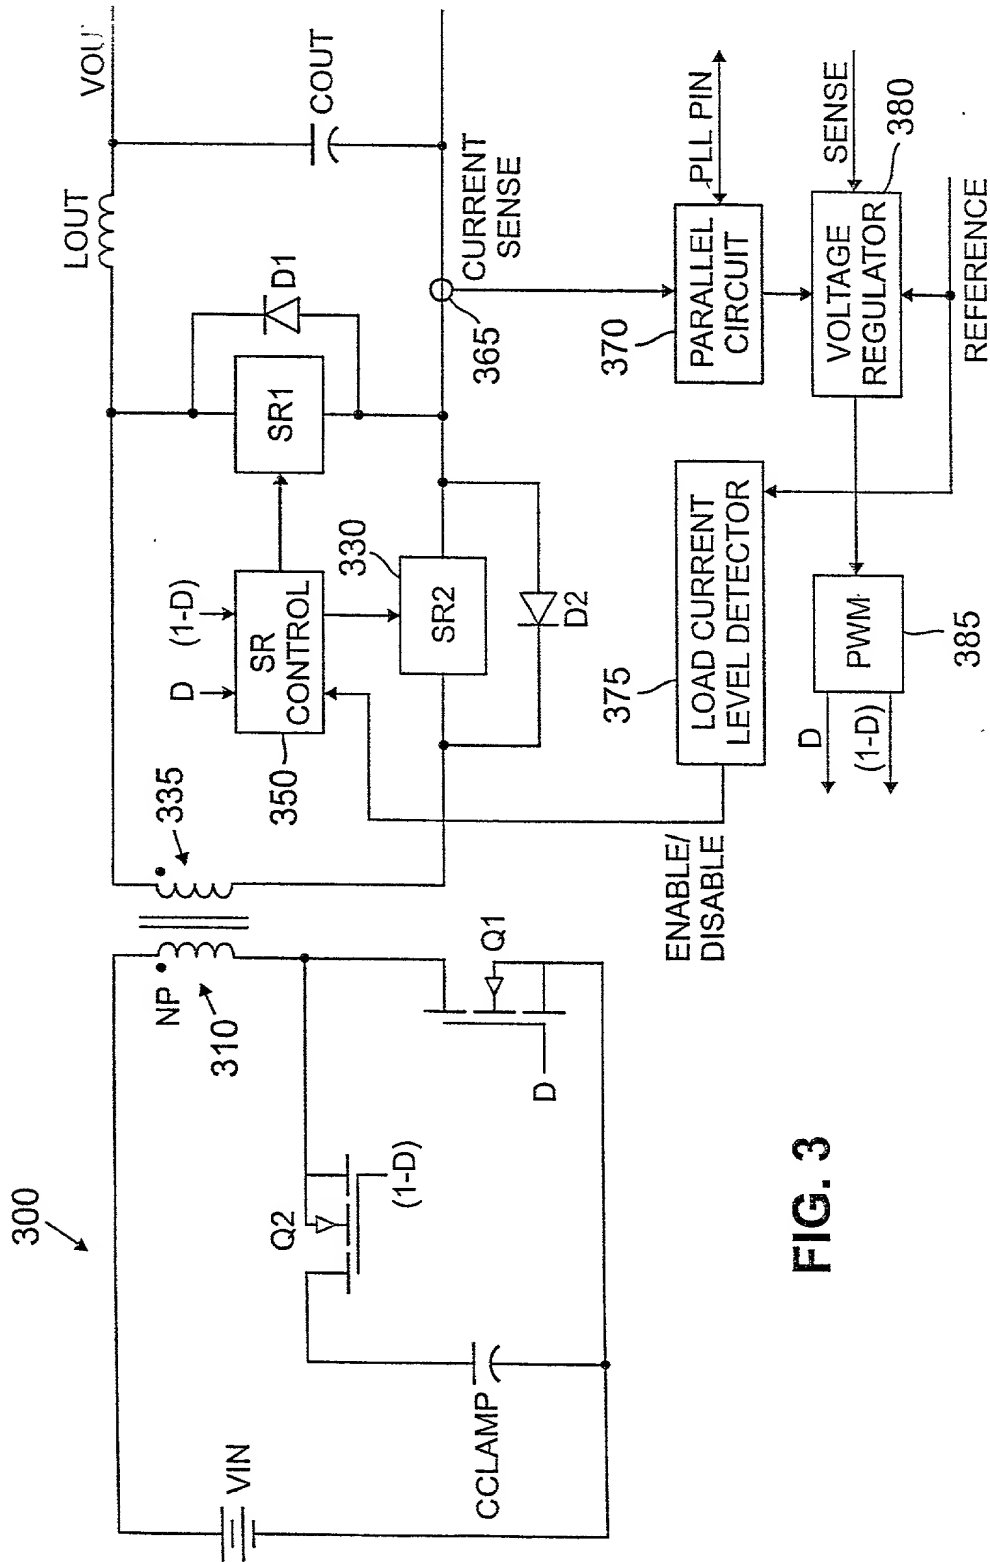 300
VIN
CCLAMP
Q2
(1-D)
NP
310
D
Q1
335
350
SR
CONTROL
D
(1-D)
330
SR2
D2
SR1
D1
LOUT
VOU
COUT
CURRENT
SENSE
365
ENABLE/
DISABLE
375
LOAD CURRENT
LEVEL DETECTOR
370
PARALLEL
CIRCUIT
PLL PIN
D
(1-D)
PWM
385
VOLTAGE
REGULATOR
SENSE
380
REFERENCE
FIG. 3